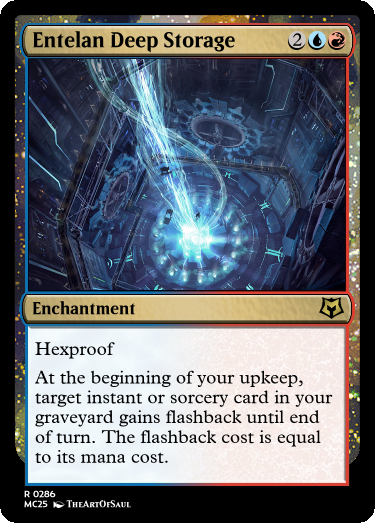 Entelan Deep Storage 2
Enchantment
Hexproof
At the beginning of your upkeep,
target instant or sorcery card in your
graveyard gains flashback until end
of turn. The flashback cost is equal
to its mana cost.
R 0286
MC25 TheArtOfSaul